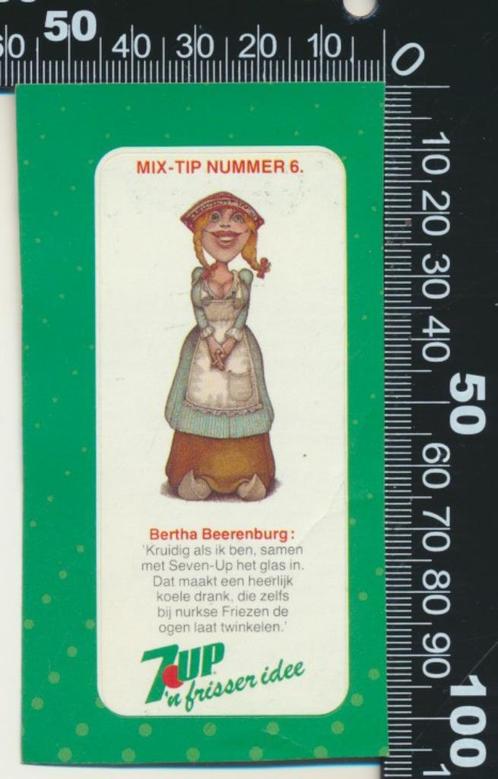 50
40 30 20 10 0
10 20 30 40 50 60 70 80 90 100
MIX-TIP NUMMER 6.
Bertha Beerenburg:
'Kruidig als ik ben, samen
met Seven-Up het glas in.
Dat maakt een heerlijk
koele drank, die zelfs
bij nurkse Friezen de
ogen laat twinkelen.'
7UP
'n frisser idee